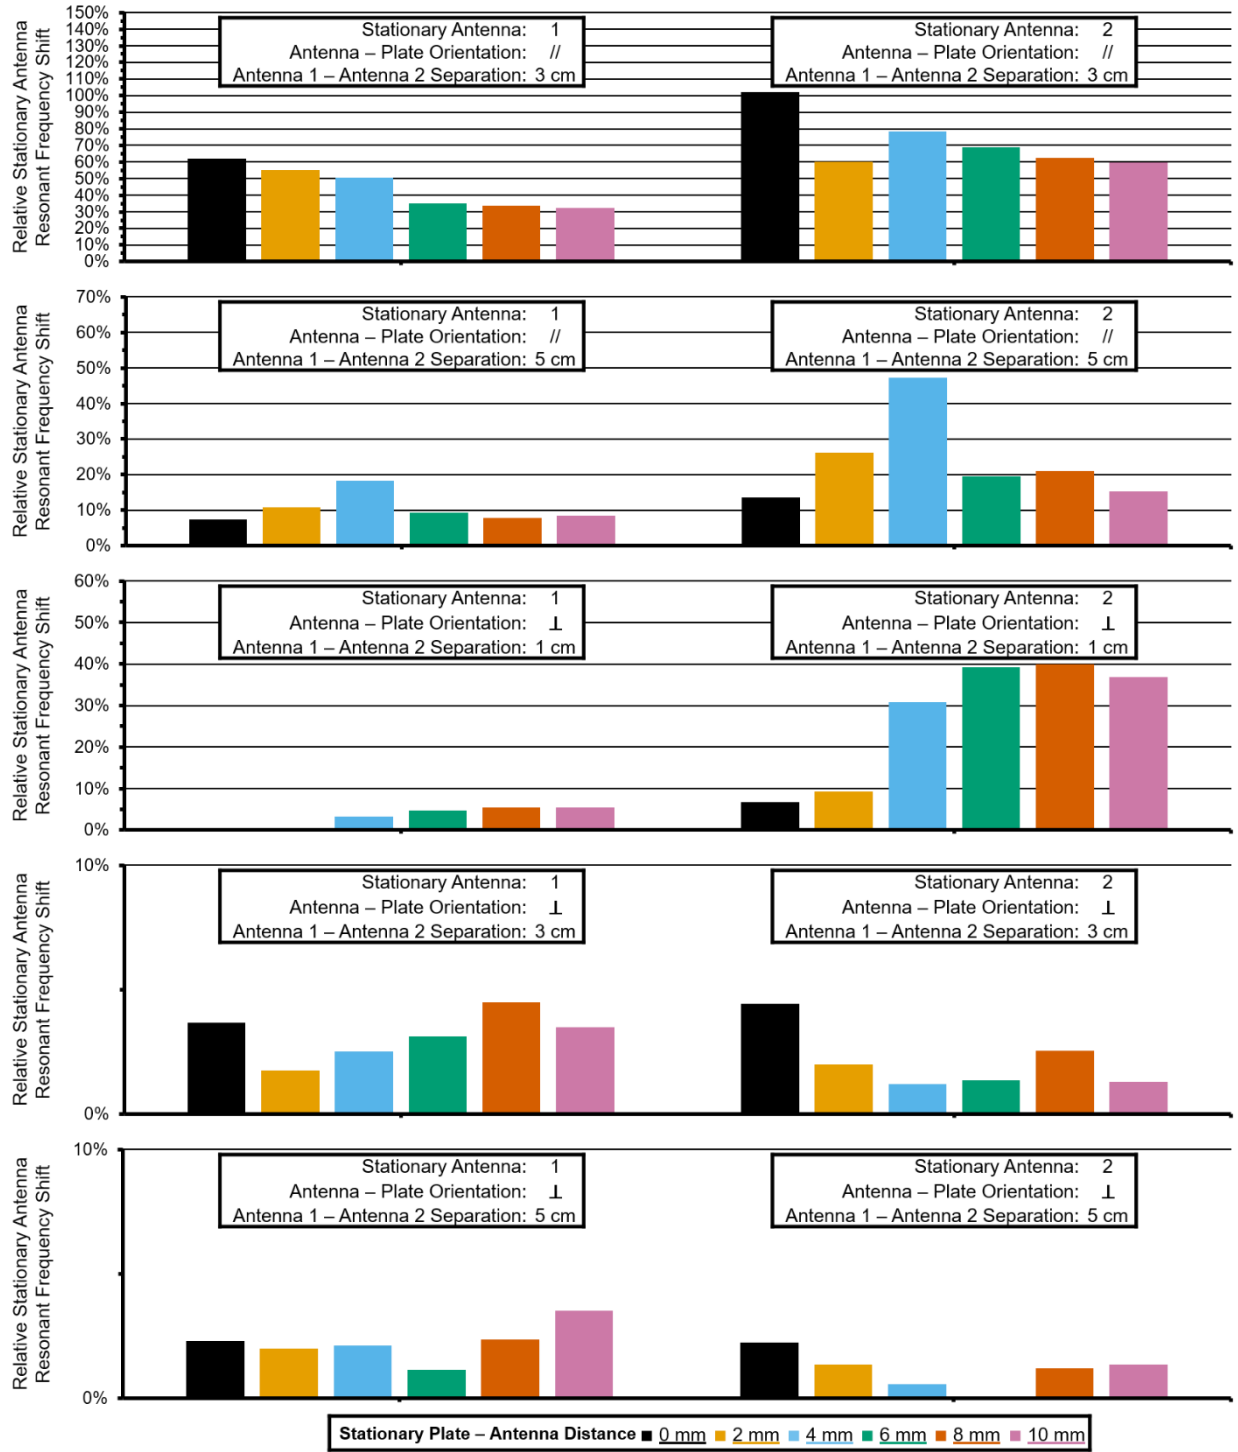 Relative Stationary Antenna
Resonant Frequency Shift
150%
140%
130%
120%
110%
100%
90%
80%
70%
60%
50%
40%
30%
20%
10%
0%
Stationary Antenna: 1
Antenna – Plate Orientation: //
Antenna 1 – Antenna 2 Separation: 3 cm
Stationary Antenna: 2
Antenna – Plate Orientation: //
Antenna 1 – Antenna 2 Separation: 3 cm
Relative Stationary Antenna
Resonant Frequency Shift
70%
60%
50%
40%
30%
20%
10%
0%
Stationary Antenna: 1
Antenna – Plate Orientation: //
Antenna 1 – Antenna 2 Separation: 5 cm
Stationary Antenna: 2
Antenna – Plate Orientation: //
Antenna 1 – Antenna 2 Separation: 5 cm
Relative Stationary Antenna
Resonant Frequency Shift
60%
50%
40%
30%
20%
10%
0%
Stationary Antenna: 1
Antenna – Plate Orientation: ⊥
Antenna 1 – Antenna 2 Separation: 1 cm
Stationary Antenna: 2
Antenna – Plate Orientation: ⊥
Antenna 1 – Antenna 2 Separation: 1 cm
Relative Stationary Antenna
Resonant Frequency Shift
10%
0%
Stationary Antenna: 1
Antenna – Plate Orientation: ⊥
Antenna 1 – Antenna 2 Separation: 3 cm
Stationary Antenna: 2
Antenna – Plate Orientation: ⊥
Antenna 1 – Antenna 2 Separation: 3 cm
Relative Stationary Antenna
Resonant Frequency Shift
10%
0%
Stationary Antenna: 1
Antenna – Plate Orientation: ⊥
Antenna 1 – Antenna 2 Separation: 5 cm
Stationary Antenna: 2
Antenna – Plate Orientation: ⊥
Antenna 1 – Antenna 2 Separation: 5 cm
Stationary Plate – Antenna Distance 0 mm 2 mm 4 mm 6 mm 8 mm 10 mm